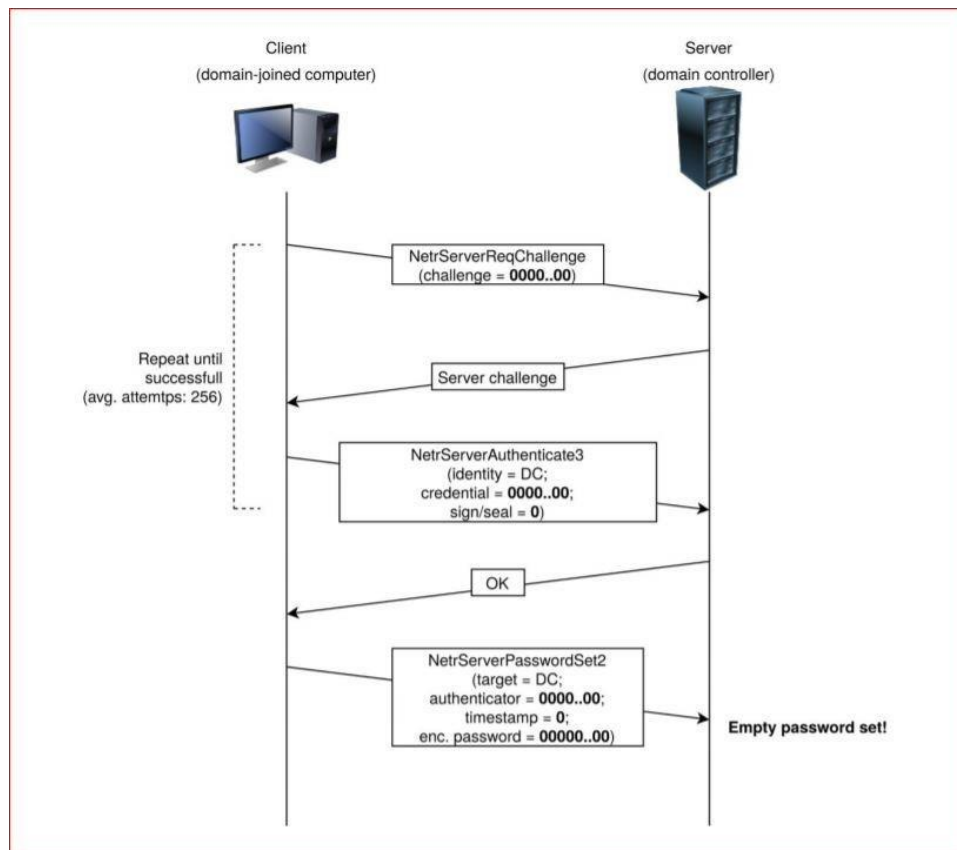 Client
(domain-joined computer)
Server
(domain controller)
NetrServerReqChallenge
(challenge = 0000..00)
Repeat until
successfull
(avg. attemtps: 256)
Server challenge
NetrServerAuthenticate3
(identity = DC;
credential = 0000..00;
sign/seal = 0)
OK
NetrServerPasswordSet2
(target = DC;
authenticator = 0000..00;
timestamp = 0;
enc. password = 00000..00)
Empty password set!